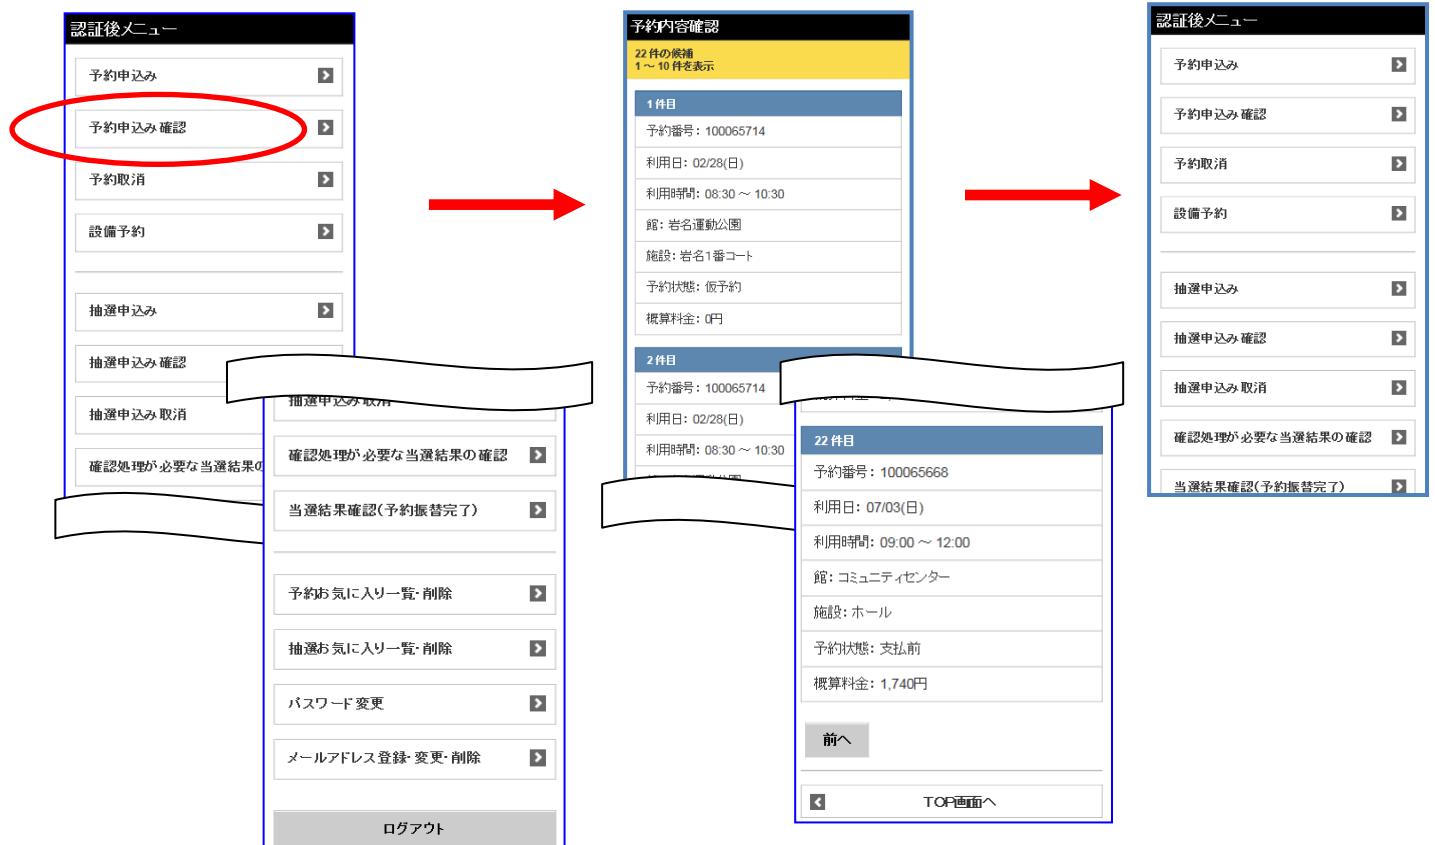 認証後メニュー
予約申込み
予約申込み確認
予約取消
設備予約
抽選申込み
抽選申込み確認
抽選申込み取消
確認処理が必要な当選結果の
抽選申込み取消
確認処理が必要な当選結果の確認
当選結果確認(予約振替完了)
予約お気に入り一覧・削除
抽選お気に入り一覧・削除
パスワード変更
メールアドレス登録・変更・削除
ログアウト
予約内容確認
22 件の候補
1 ～ 10 件を表示
1 件目
予約番号: 100065714
利用日: 02/28(日)
利用時間: 08:30 ～ 10:30
館: 岩名運動公園
施設: 岩名1番コート
予約状態: 仮予約
概算料金: 0円
2 件目
予約番号: 100065714
利用日: 02/28(日)
利用時間: 08:30 ～ 10:30
22 件目
予約番号: 100065668
利用日: 07/03(日)
利用時間: 09:00 ～ 12:00
館: コミュニティセンター
施設: ホール
予約状態: 支払前
概算料金: 1,740円
前へ
TOP画面へ
認証後メニュー
予約申込み
予約申込み確認
予約取消
設備予約
抽選申込み
抽選申込み確認
抽選申込み取消
確認処理が必要な当選結果の確認
当選結果確認(予約振替完了)